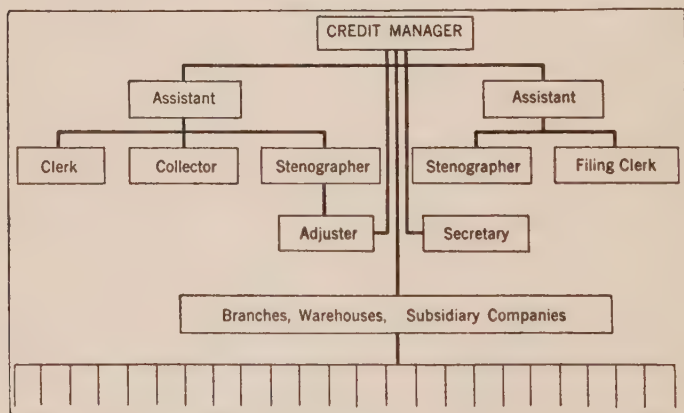 CREDIT MANAGER
Assistant
Assistant
Clerk
Collector
Stenographer
Stenographer
Filing Clerk
Adjuster
Secretary
Branches, Warehouses, Subsidiary Companies